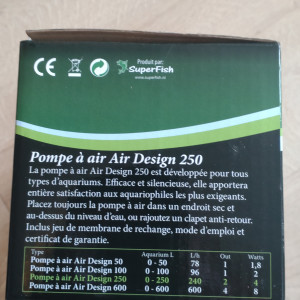 CE
Produit par:
SuperFish
www.superfish.nl
Pompe à air Air Design 250
La pompe à air Air Design 250 est développée pour tous
types d'aquariums. Efficace et silencieuse, elle apportera
entière satisfaction aux aquariophiles les plus exigeants.
Placez toujours la pompe à air dans un endroit sec et
au-dessus du niveau d'eau, ou rajoutez un clapet anti-retour.
Inclus jeu de membrane de rechange, mode d'emploi et
certificat de garantie.
Type Aquarium L L/h Out Watts
Pompe à air Air Design 50 0 - 50 78 1 1,8
Pompe à air Air Design 100 0 - 100 96 1 2
Pompe à air Air Design 250 0 - 250 240 2 4
Pompe à air Air Design 600 0 - 600 600 4 8